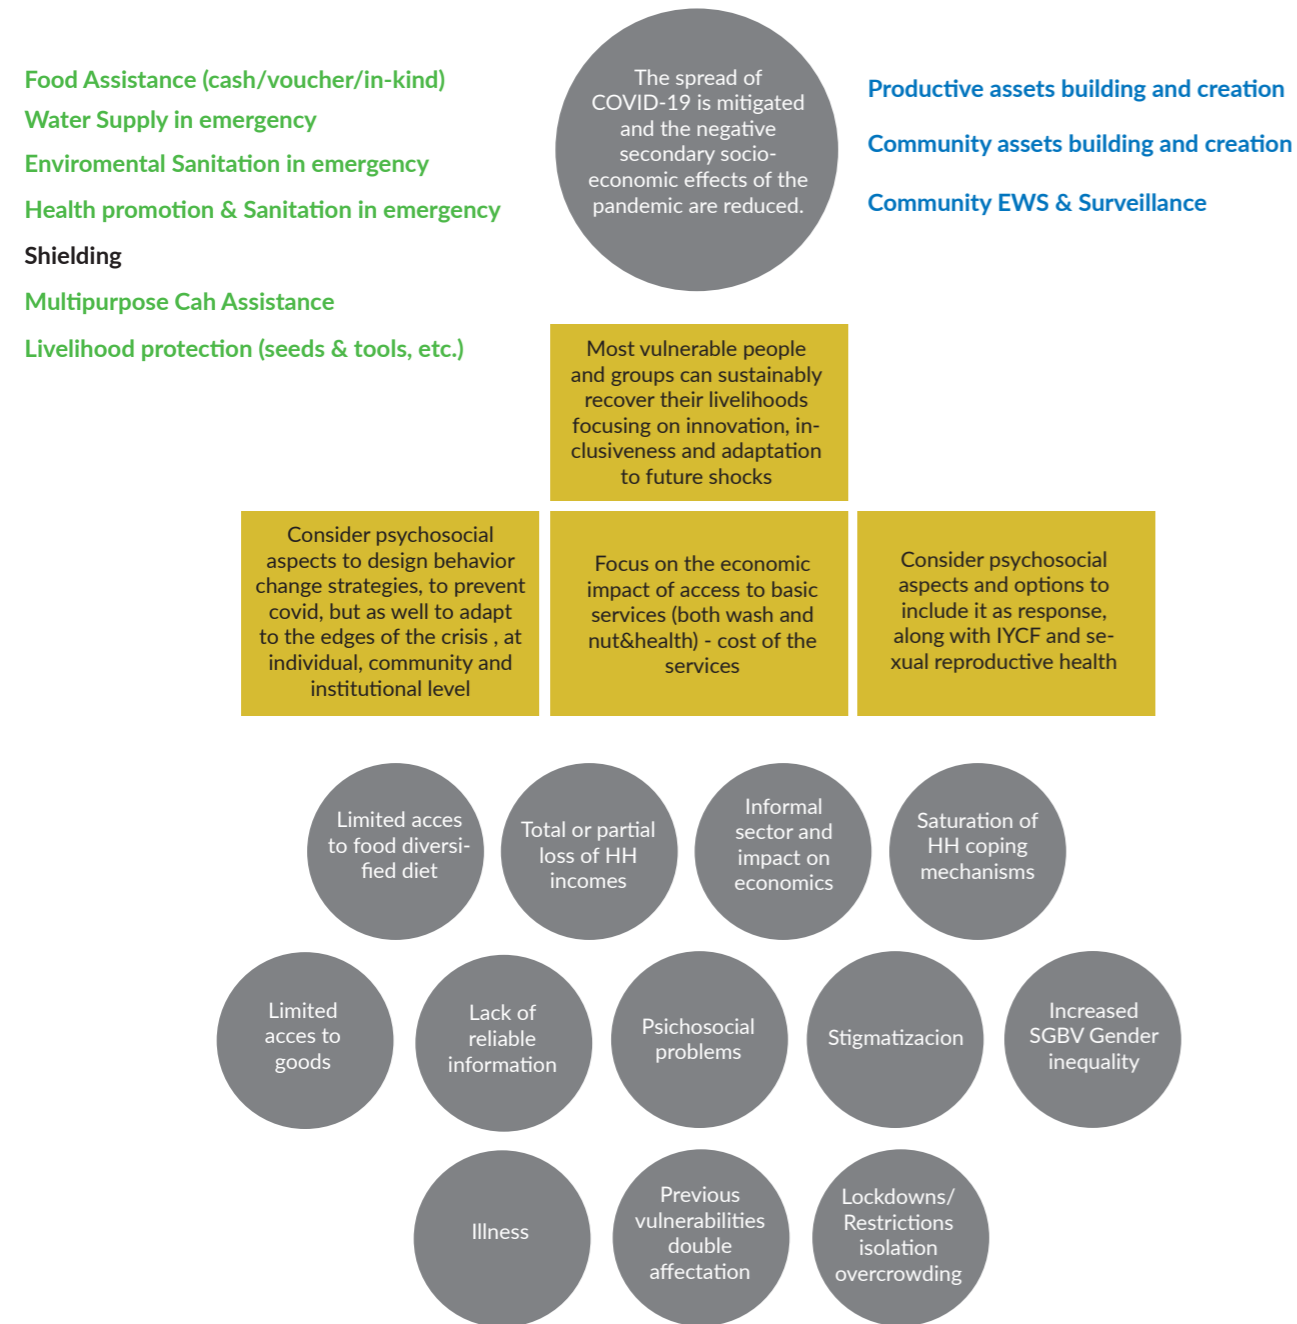 Food Assistance (cash/voucher/in-kind)
Water Supply in emergency
Enviromental Sanitation in emergency
Health promotion & Sanitation in emergency
Shielding
Multipurpose Cah Assistance
Livelihood protection (seeds & tools, etc.)
The spread of
COVID-19 is mitigated
and the negative
secondary socio-
economic effects of the
pandemic are reduced.
Productive assets building and creation
Community assets building and creation
Community EWS & Surveillance
Most vulnerable people
and groups can sustainably
recover their livelihoods
focusing on innovation, in-
clusiveness and adaptation
to future shocks
Consider psychosocial
aspects to design behavior
change strategies, to prevent
covid, but as well to adapt
to the edges of the crisis , at
individual, community and
institutional level
Focus on the economic
impact of access to basic
services (both wash and
nut&health) - cost of the
services
Consider psychosocial
aspects and options to
include it as response,
along with IYCF and se-
xual reproductive health
Limited acces
to food diversi-
fied diet
Total or partial
loss of HH
incomes
Informal
sector and
impact on
economics
Saturation of
HH coping
mechanisms
Limited
acces to
goods
Lack of
reliable
information
Psichosocial
problems
Stigmatizacion
Increased
SGBV Gender
inequality
Illness
Previous
vulnerabilities
double
affectation
Lockdowns/
Restrictions
isolation
overcrowding